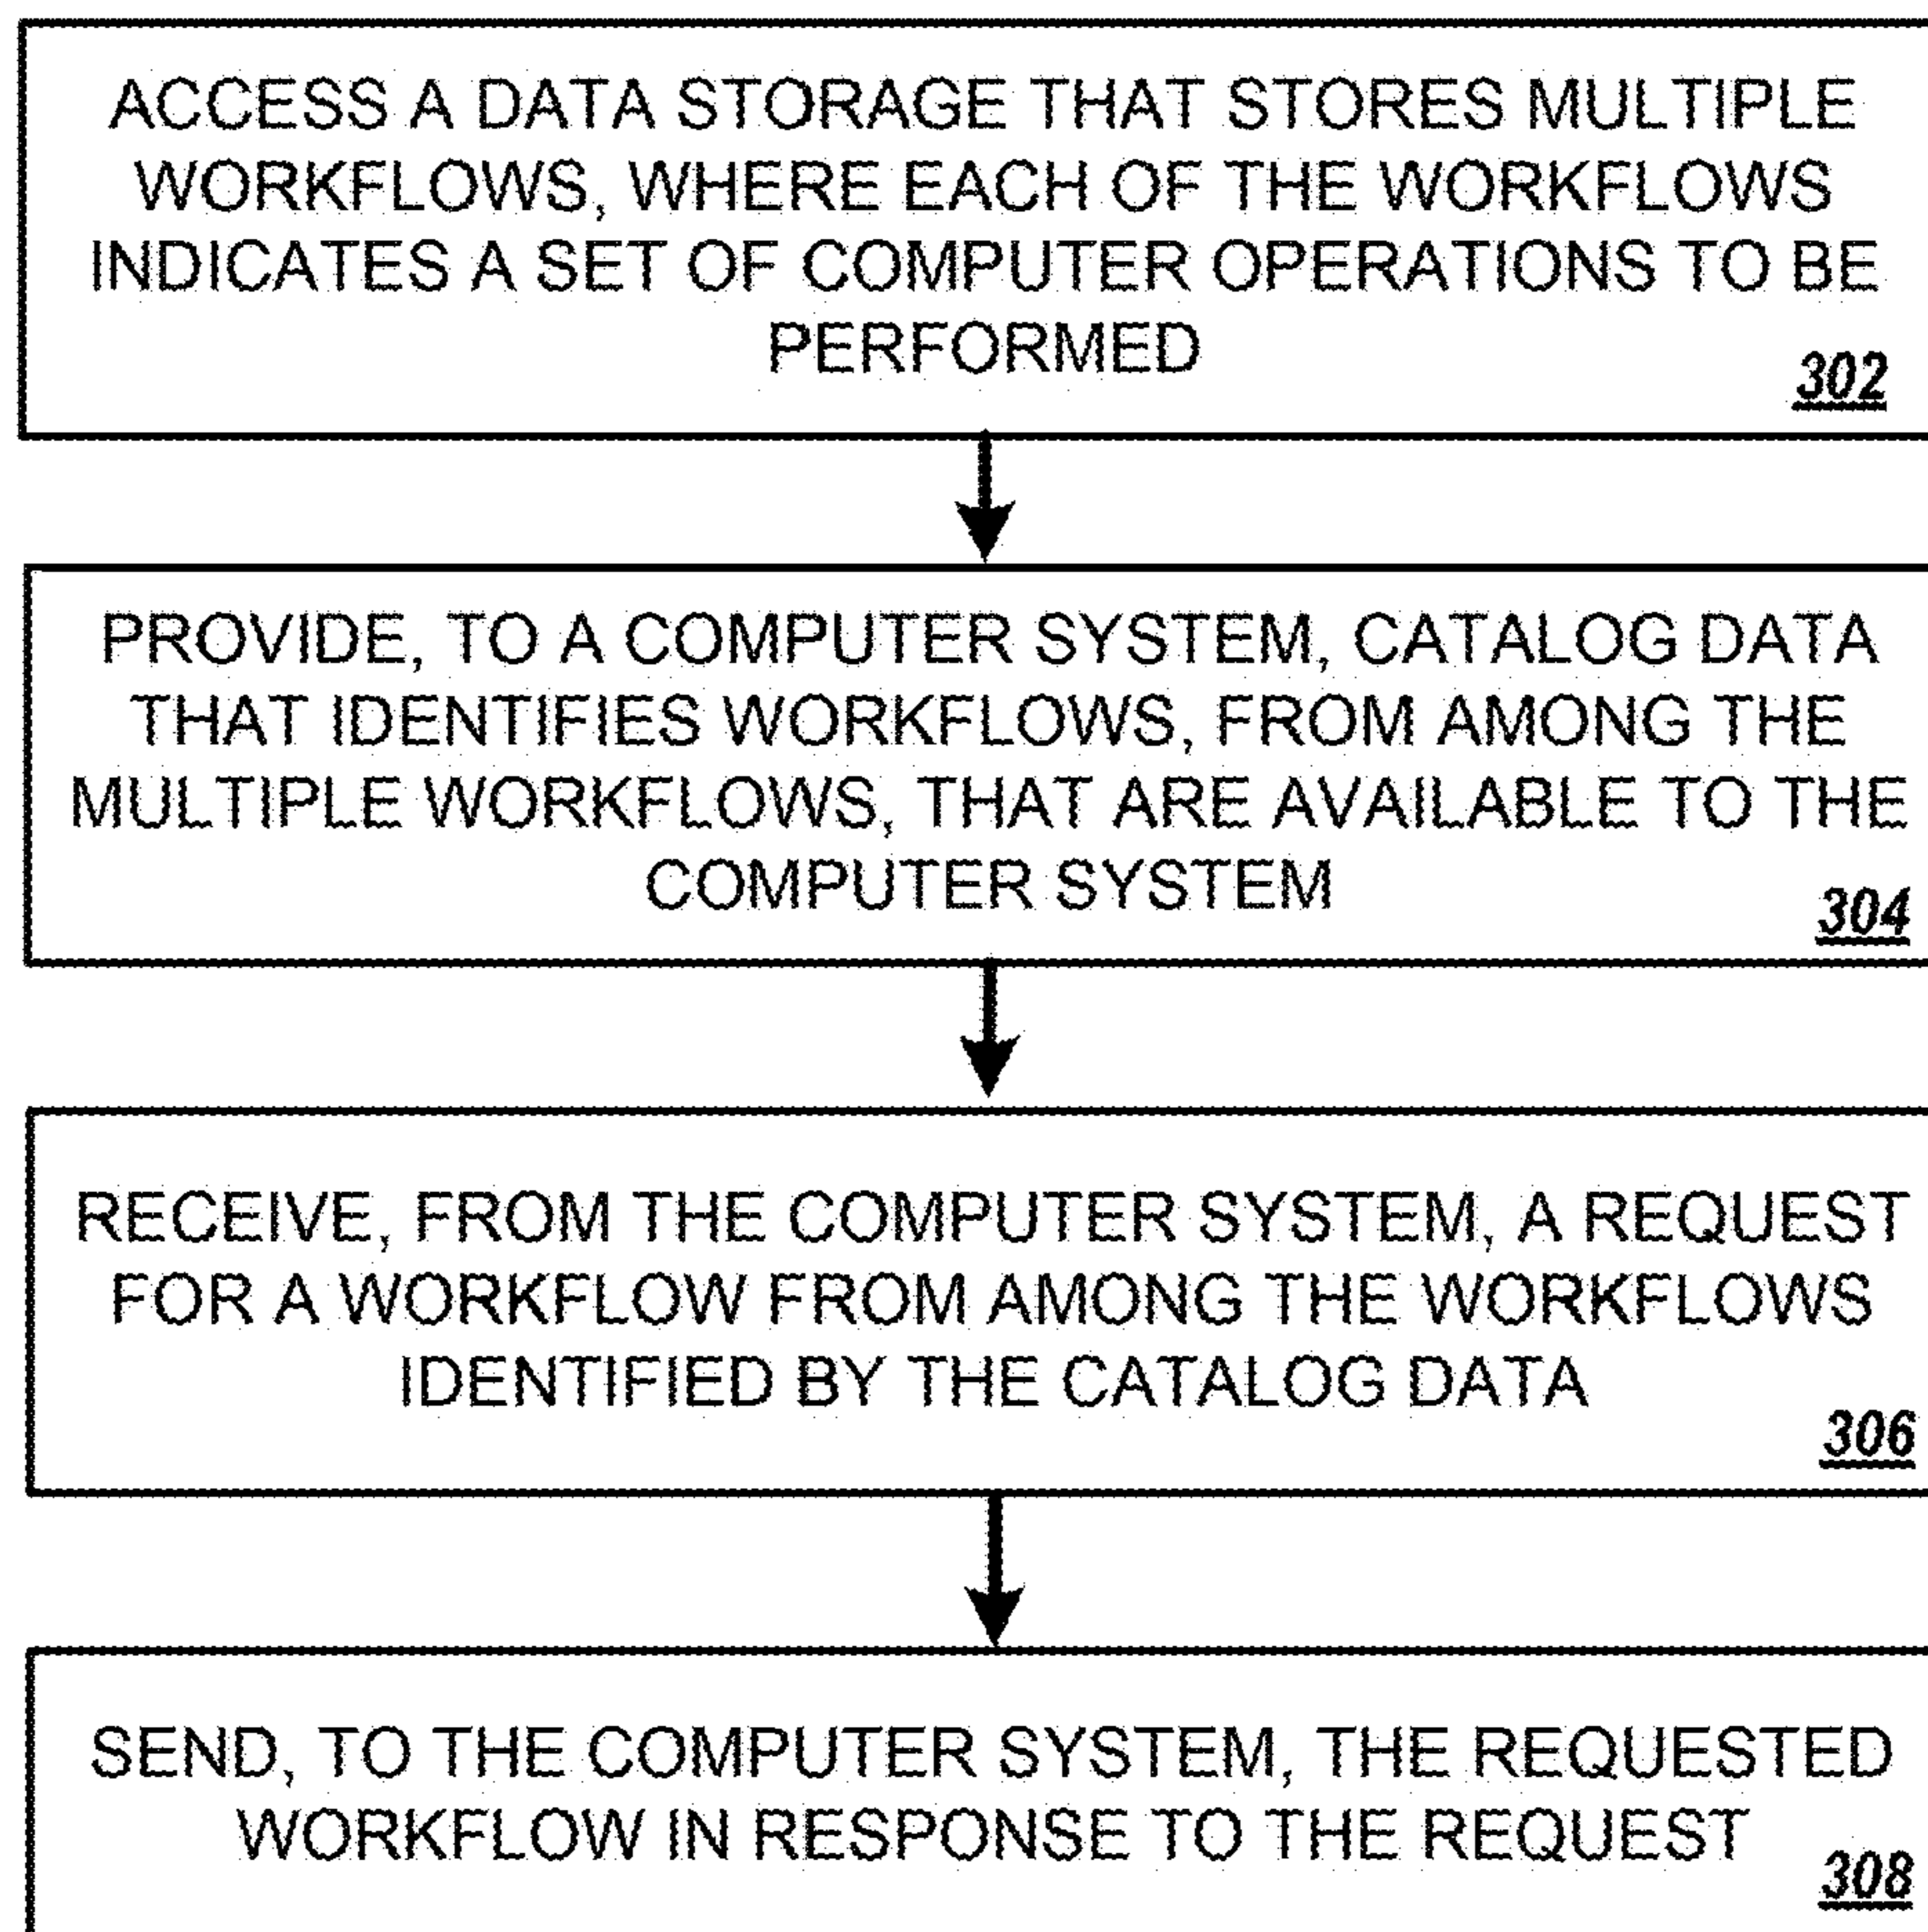 ACCESS A DATA STORAGE THAT STORES MULTIPLE
WORKFLOWS, WHERE EACH OF THE WORKFLOWS
INDICATES A SET OF COMPUTER OPERATIONS TO BE
PERFORMED
302
PROVIDE, TO A COMPUTER SYSTEM, CATALOG DATA
THAT IDENTIFIES WORKFLOWS, FROM AMONG THE
MULTIPLE WORKFLOWS, THAT ARE AVAILABLE TO THE
COMPUTER SYSTEM
304
RECEIVE, FROM THE COMPUTER SYSTEM, A REQUEST
FOR A WORKFLOW FROM AMONG THE WORKFLOWS
IDENTIFIED BY THE CATALOG DATA
306
SEND, TO THE COMPUTER SYSTEM, THE REQUESTED
WORKFLOW IN RESPONSE TO THE REQUEST
308